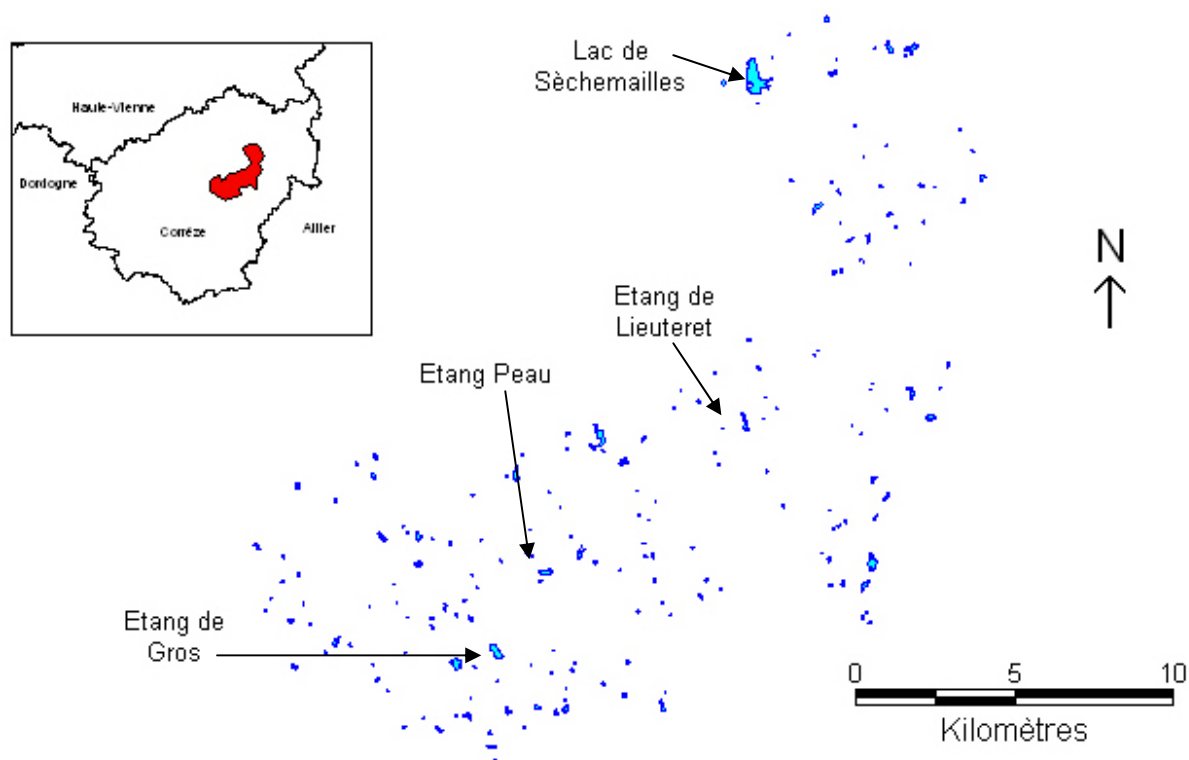 Lac de
Sèchemailles
Haute-Vienne
Dordogne
Corrèze
Allier
N
Etang de
Lieuteret
Etang Peau
Etang de
Gros
0 5 10
Kilomètres